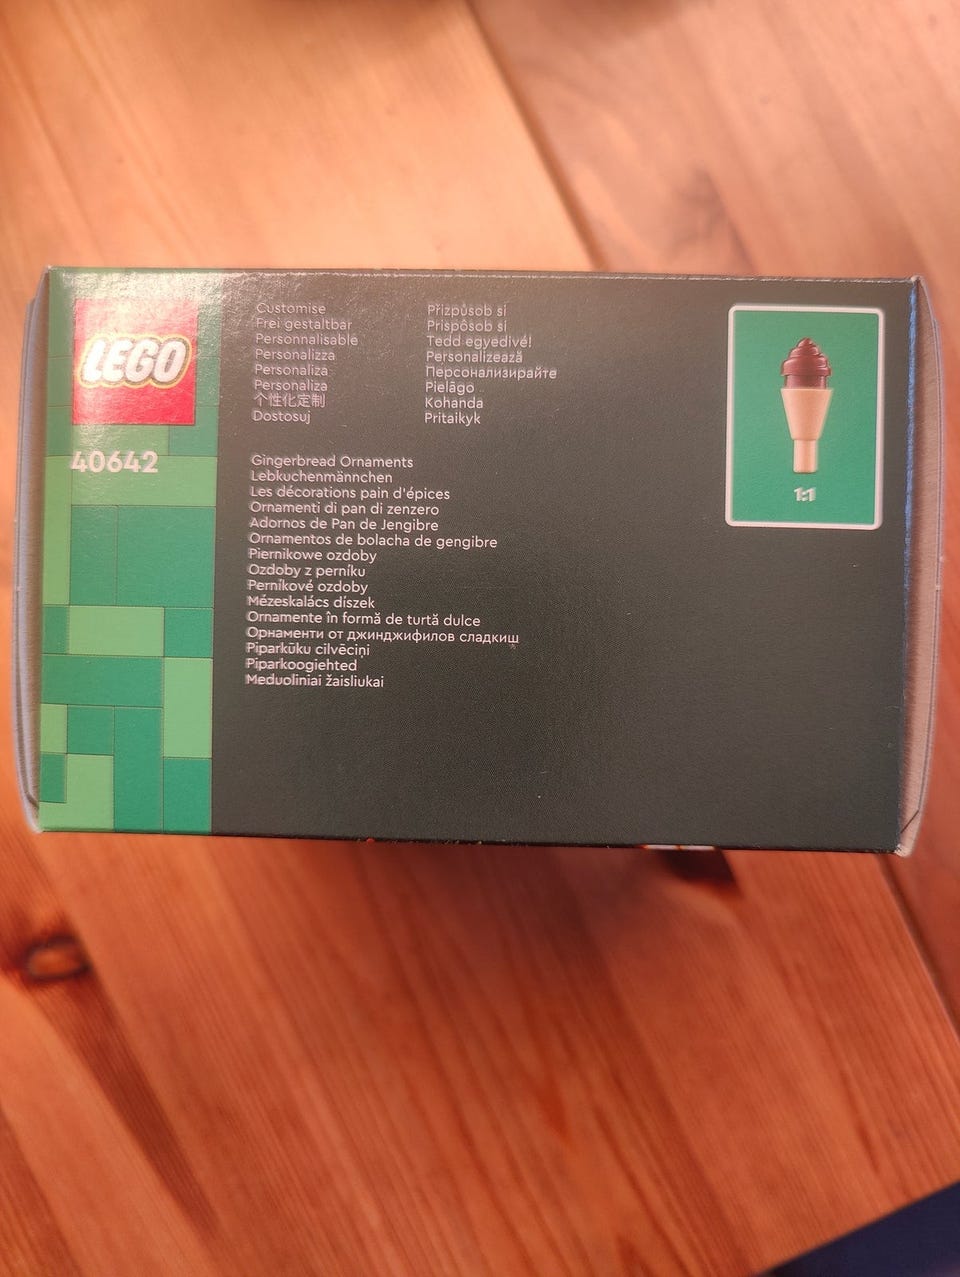 LEGO
40642
Customise
Frei gestaltbar
Personnalisable
Personalizza
Personaliza
Personaliza
个性化定制
Dostosuj
Přizpůsob si
Prispôsob si
Tedd egyedivé!
Personalizează
Персонализирайте
Pielāgo
Kohanda
Pritaikyk
Gingerbread Ornaments
Lebkuchenmännchen
Les décorations pain d'épices
Ornamenti di pan di zenzero
Adornos de Pan de Jengibre
Ornamentos de bolacha de gengibre
Piernikowe ozdoby
Ozdoby z perníku
Perníkové ozdoby
Mézeskalács díszek
Ornamente în formă de turtă dulce
Орнаменти от джинджифилов сладкиш
Piparkūku cilvēciņi
Piparkoogiehted
Meduoliniai žaisliukai
1:1